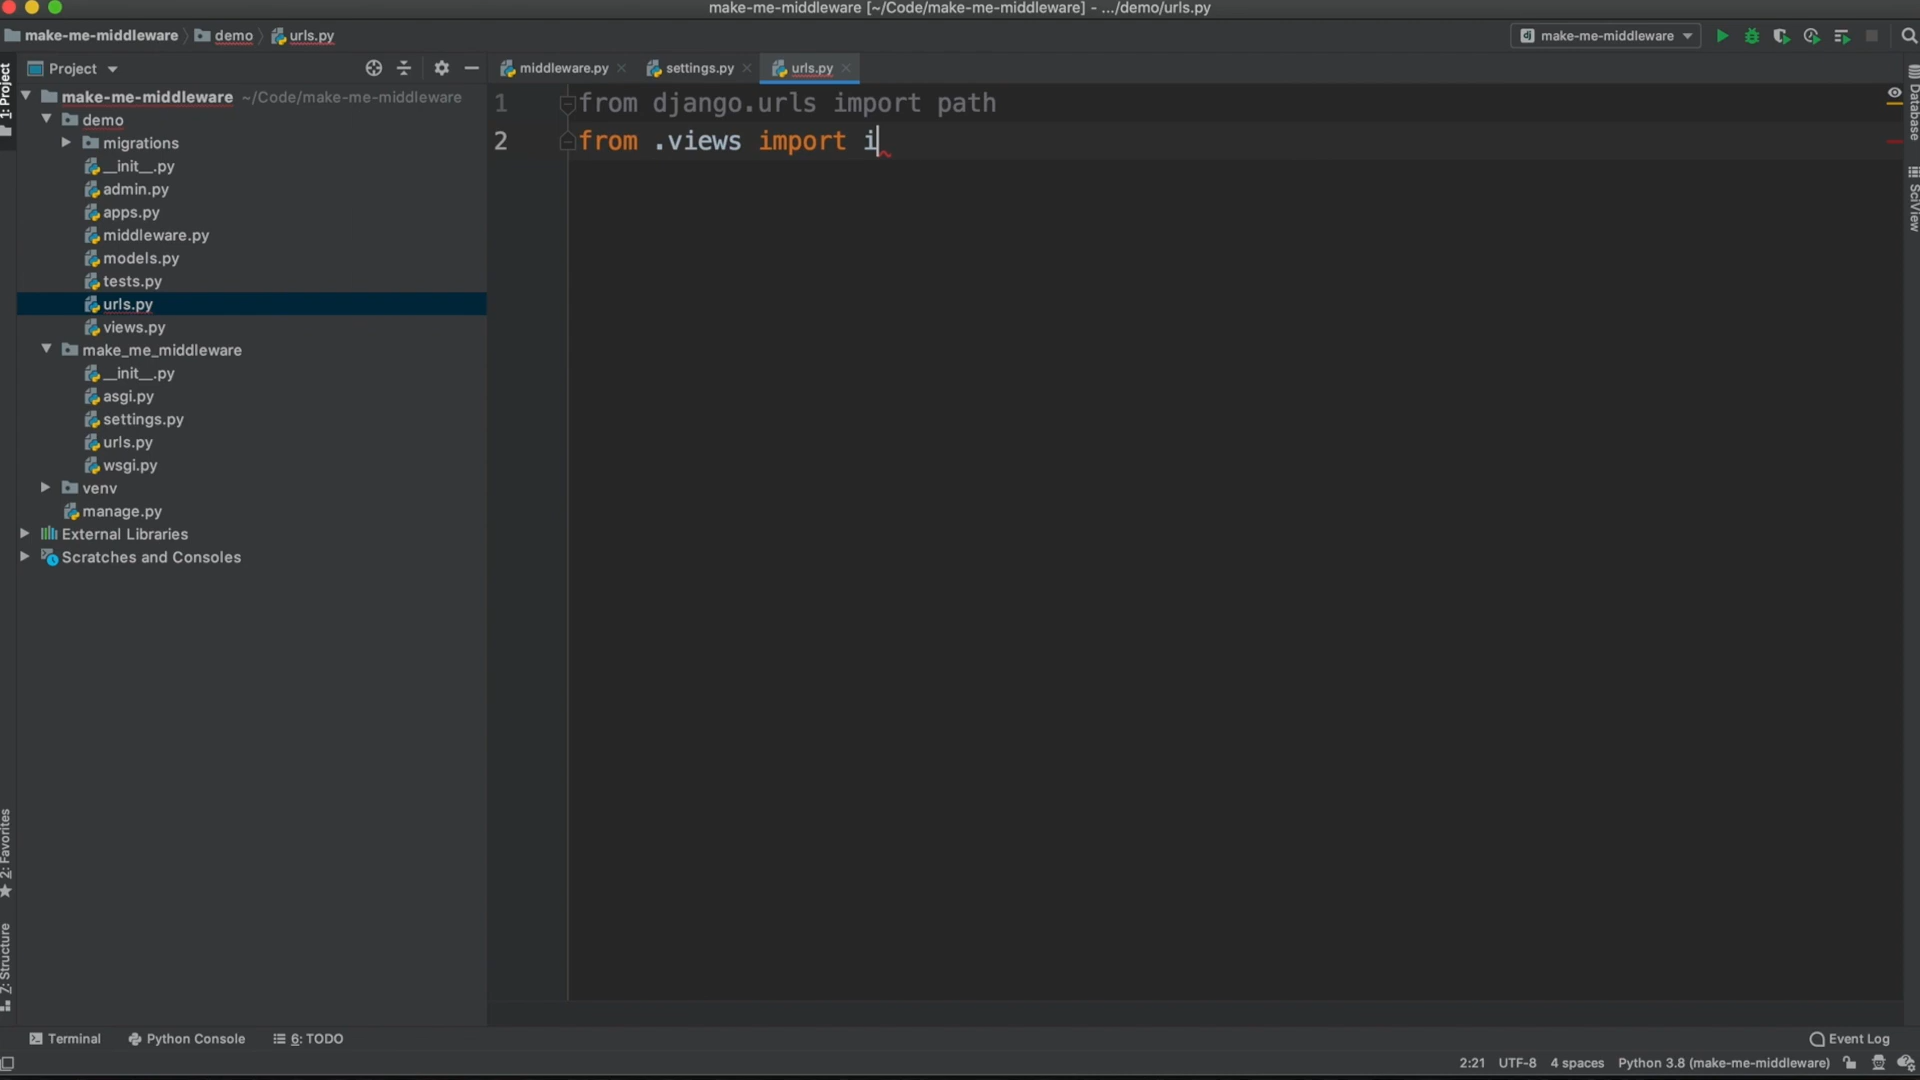 make-me-middleware [~/Code/make-me-middleware] - .../demo/urls.py
make-me-middleware demo urls.py
make-me-middleware
Project
middleware.py settings.py urls.py
make-me-middleware ~/Code/make-me-middleware
demo
migrations
__init__.py
admin.py
apps.py
middleware.py
models.py
tests.py
urls.py
views.py
make_me_middleware
__init__.py
asgi.py
settings.py
urls.py
wsgi.py
venv
manage.py
External Libraries
Scratches and Consoles
1 from django.urls import path
2 from .views import i
1: Project
2: Favorites
Z: Structure
Database
SciView
Terminal Python Console 6: TODO
Event Log
2:21 UTF-8 4 spaces Python 3.8 (make-me-middleware)